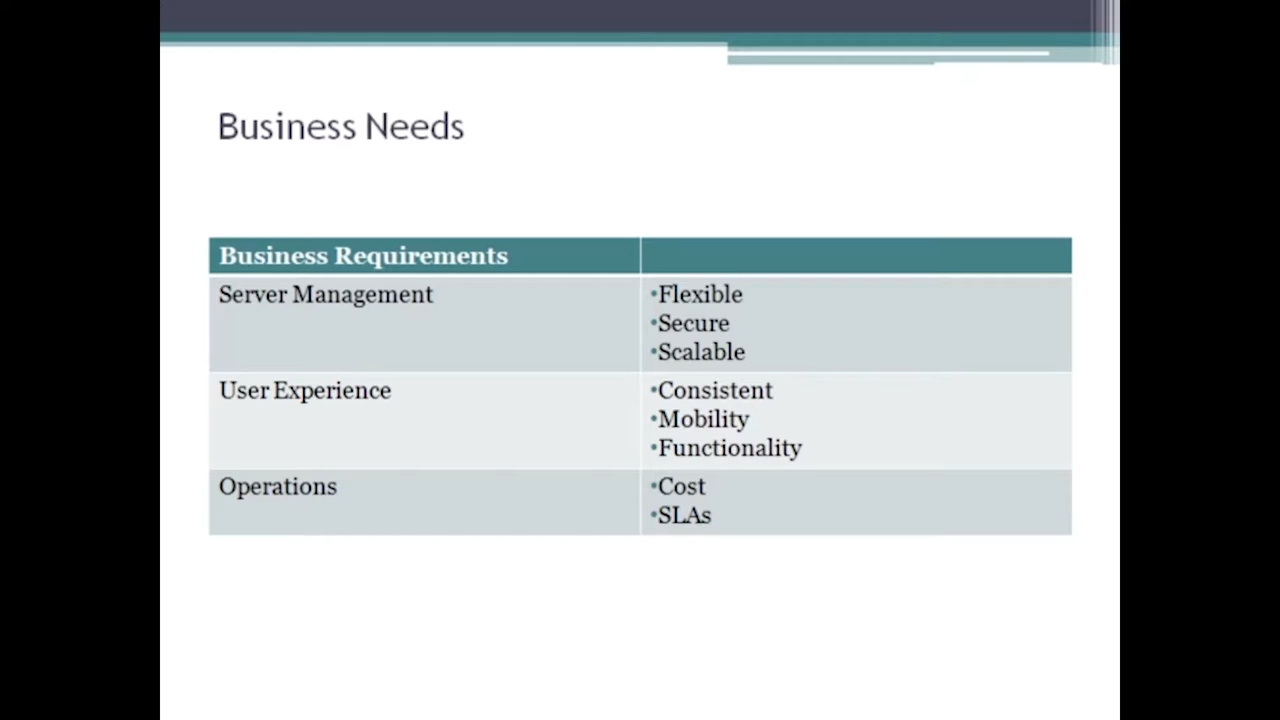 Business Needs
Business Requirements
Server Management
•Flexible
•Secure
•Scalable
User Experience
•Consistent
•Mobility
•Functionality
Operations
•Cost
•SLAs